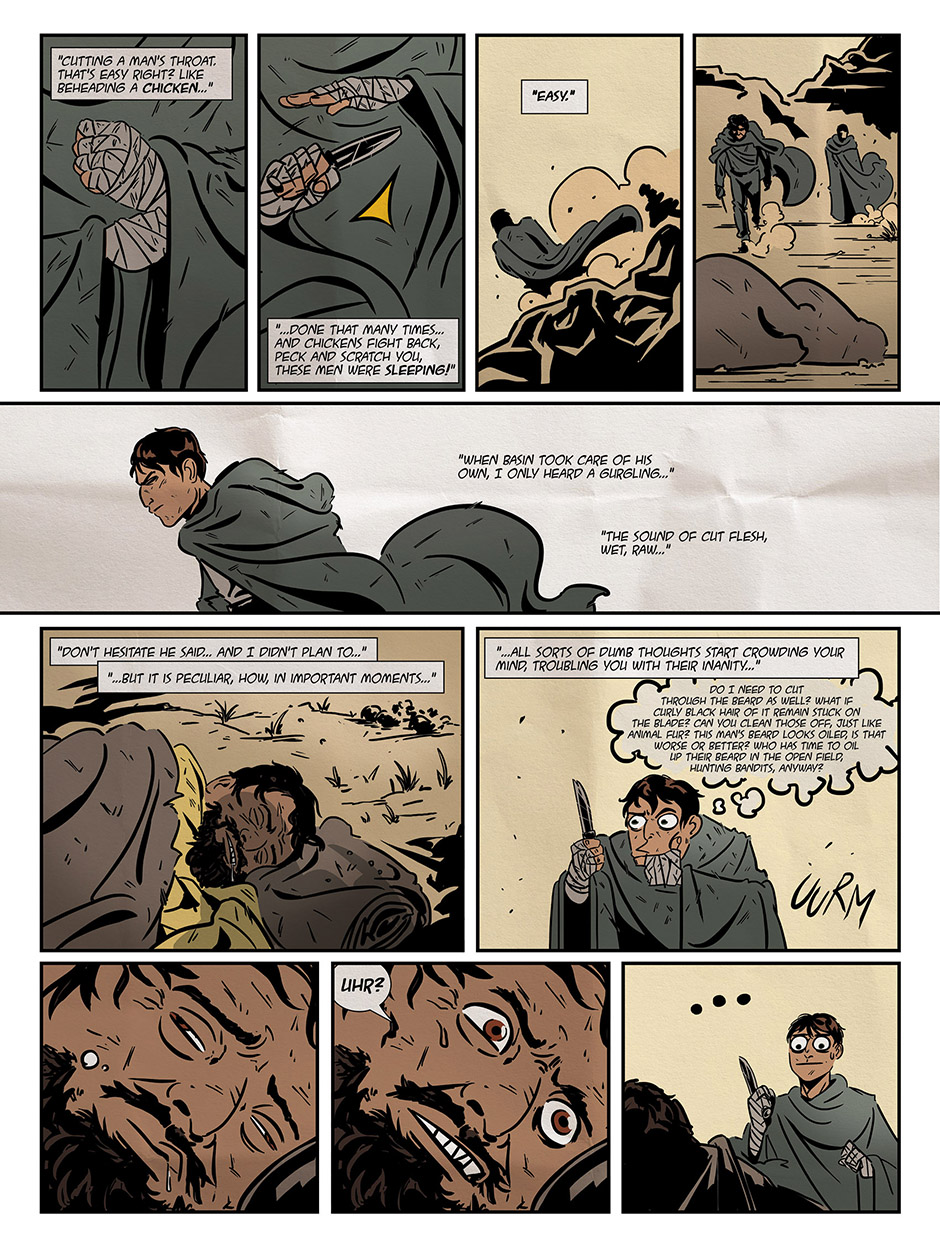 "CUTTING A MAN'S THROAT.
THAT'S EASY RIGHT? LIKE
BEHEADING A CHICKEN..."
"...DONE THAT MANY TIMES...
AND CHICKENS FIGHT BACK,
PECK AND SCRATCH YOU,
THESE MEN WERE SLEEPING!"
"EASY."
"WHEN BASIN TOOK CARE OF HIS
OWN, I ONLY HEARD A GURGLING..."
"THE SOUND OF CUT FLESH,
WET, RAW..."
"DON'T HESITATE HE SAID... AND I DIDN'T PLAN TO..."
"...BUT IT IS PECULIAR, HOW, IN IMPORTANT MOMENTS..."
"...ALL SORTS OF DUMB THOUGHTS START CROWDING YOUR
MIND, TROUBLING YOU WITH THEIR INANITY..."
DO I NEED TO CUT
THROUGH THE BEARD AS WELL? WHAT IF
CURLY BLACK HAIR OF IT REMAIN STUCK ON
THE BLADE? CAN YOU CLEAN THOSE OFF, JUST LIKE
ANIMAL FUR? THIS MAN'S BEARD LOOKS OILED, IS THAT
WORSE OR BETTER? WHO HAS TIME TO OIL
UP THEIR BEARD IN THE OPEN FIELD,
HUNTING BANDITS, ANYWAY?
UURM
UHR?
...